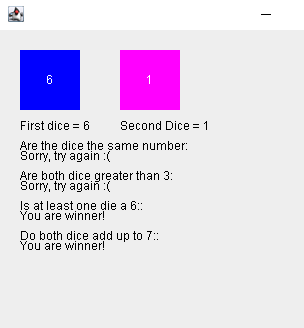 6 1
First dice = 6 Second Dice = 1
Are the dice the same number:
Sorry, try again :(
Are both dice greater than 3:
Sorry, try again :(
Is at least one die a 6::
You are winner!
Do both dice add up to 7::
You are winner!